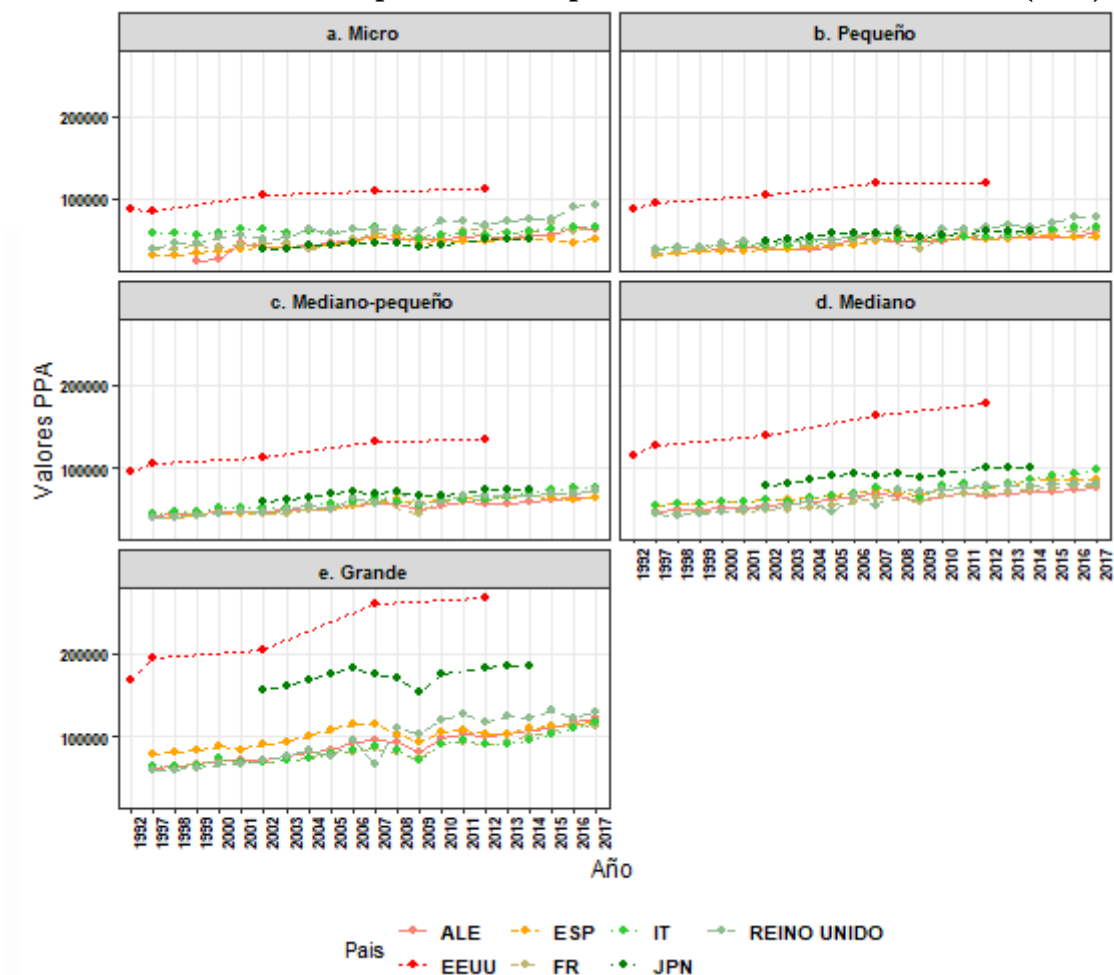 a. Micro
b. Pequeño
200000
100000
c. Mediano-pequeño
d. Mediano
200000
100000
Valores PPA
e. Grande
1992 1997 1998 1999 2000 2001 2002 2003 2004 2005 2006 2007 2008 2009 2010 2011 2012 2013 2014 2015 2016 2017
200000
100000
1992 1997 1998 1999 2000 2001 2002 2003 2004 2005 2006 2007 2008 2009 2010 2011 2012 2013 2014 2015 2016 2017
Año
Pais
ALE ESP IT REINO UNIDO
EEUU FR JPN